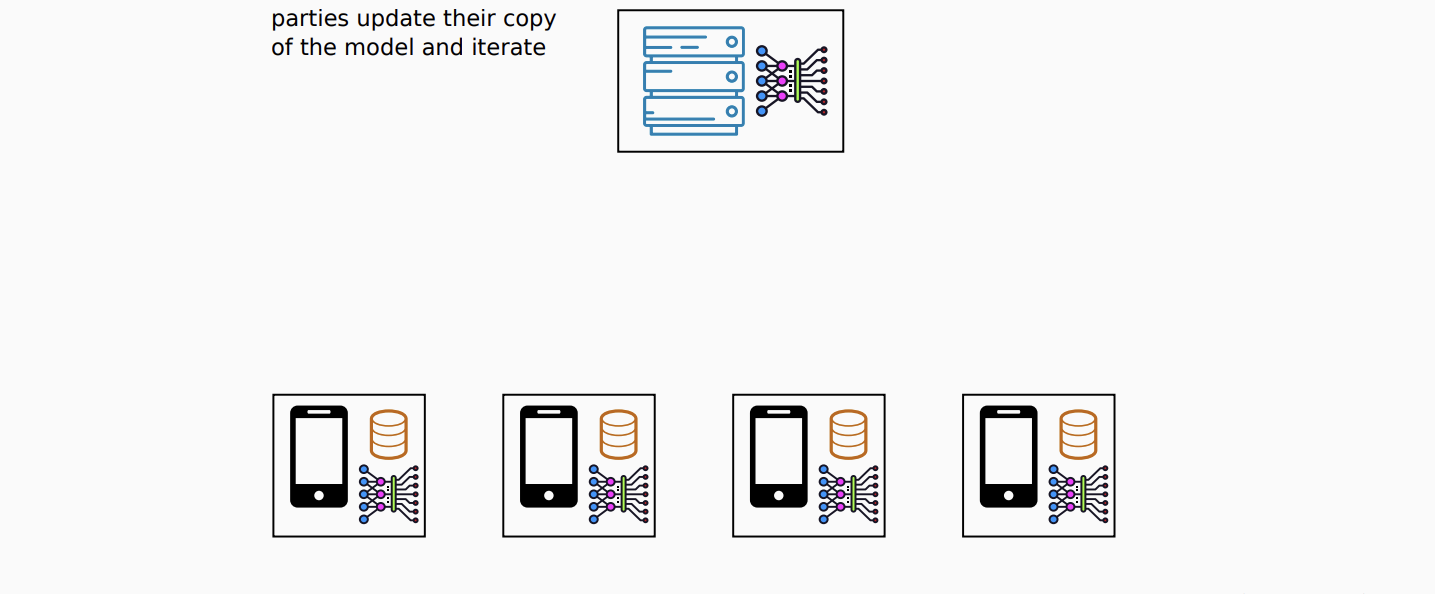 parties update their copy
of the model and iterate